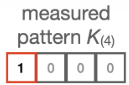 measured
pattern K(4)
1 0 0 0